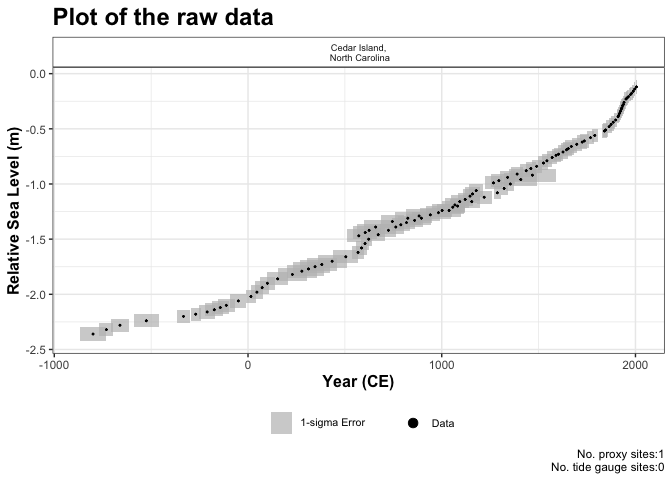 Plot of the raw data
Cedar Island,
North Carolina
0.0
-0.5
-1.0
-1.5
-2.0
-2.5
Relative Sea Level (m)
-1000
0
1000
2000
Year (CE)
1-sigma Error
Data
No. proxy sites:1
No. tide gauge sites:0